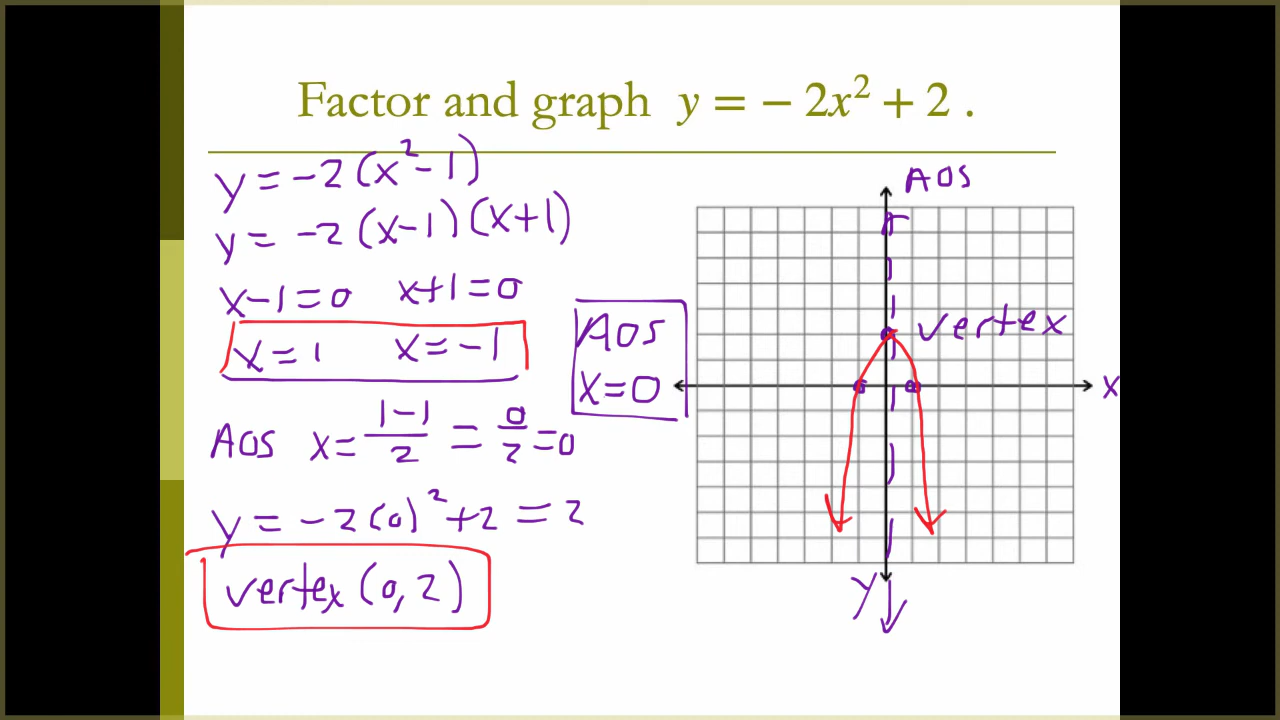 Factor and graph y = − 2x² + 2 .
y = -2 (x² - 1)
y = -2 (x-1) (x+1)
x-1=0 x+1=0
x=1 x=-1
AOS x= 1-1/2 = 0/2 =0
y = -2(0)² +2 = 2
vertex (0, 2)
AOS
x=0
AOS
vertex
x
y